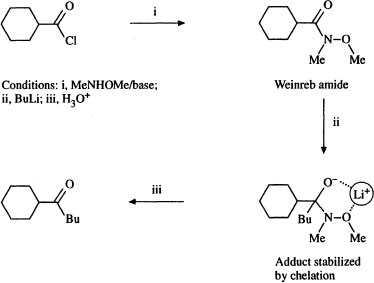 O
Cl
i
O
N
O
Me
Me
Conditions: i, MeNHOMe/base;
ii, BuLi; iii, H₃O⁺
Weinreb amide
ii
O
Bu
iii
O⁻
Li⁺
Bu
N
O
Me
Me
Adduct stabilized
by chelation